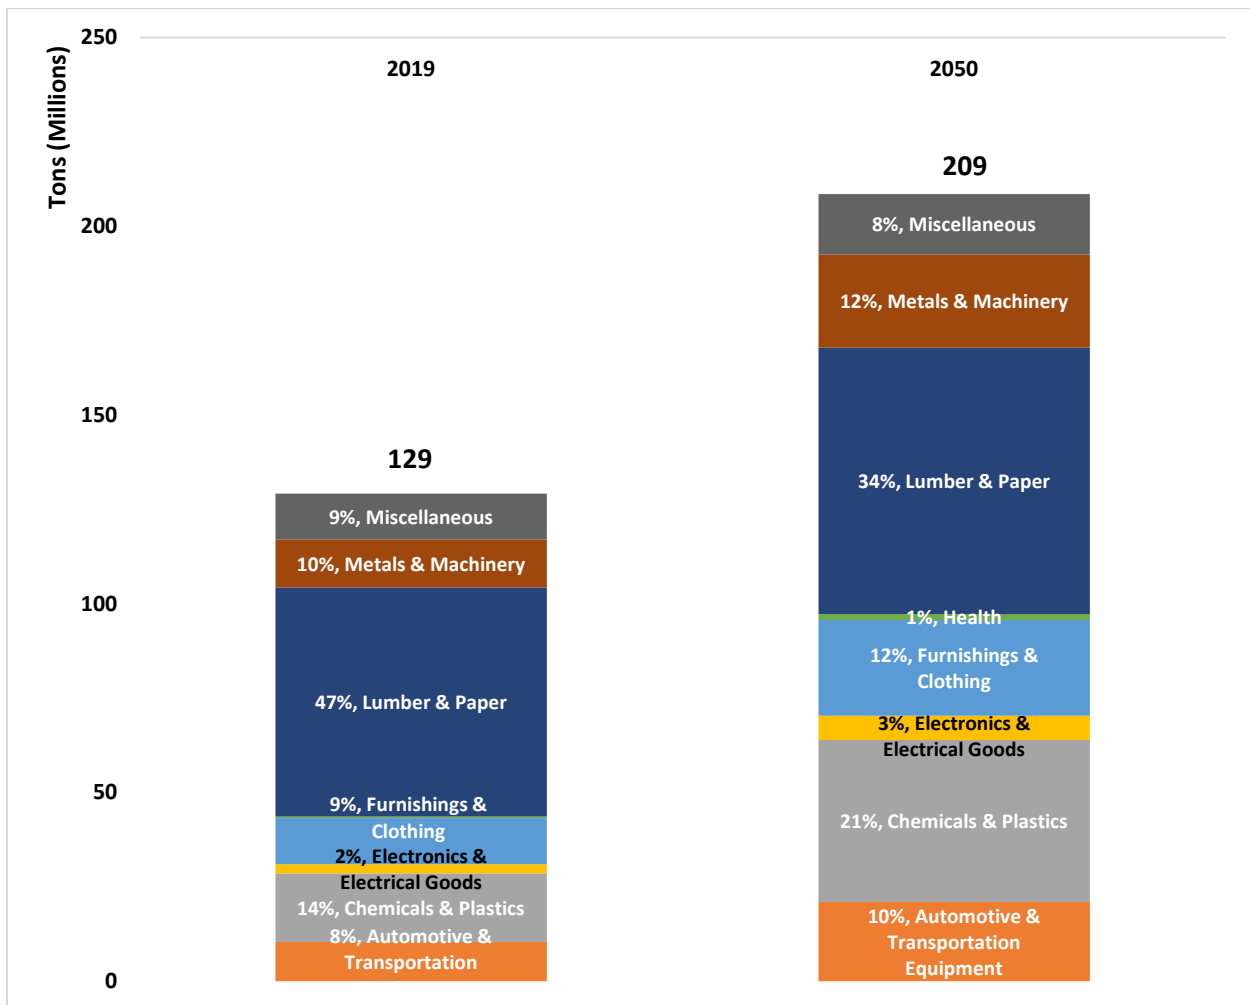 Tons (Millions)
250
200
150
100
50
0
2019
129
9%, Miscellaneous
10%, Metals & Machinery
47%, Lumber & Paper
9%, Furnishings &
Clothing
2%, Electronics &
Electrical Goods
14%, Chemicals & Plastics
8%, Automotive &
Transportation
2050
209
8%, Miscellaneous
12%, Metals & Machinery
34%, Lumber & Paper
1%, Health
12%, Furnishings &
Clothing
3%, Electronics &
Electrical Goods
21%, Chemicals & Plastics
10%, Automotive &
Transportation
Equipment